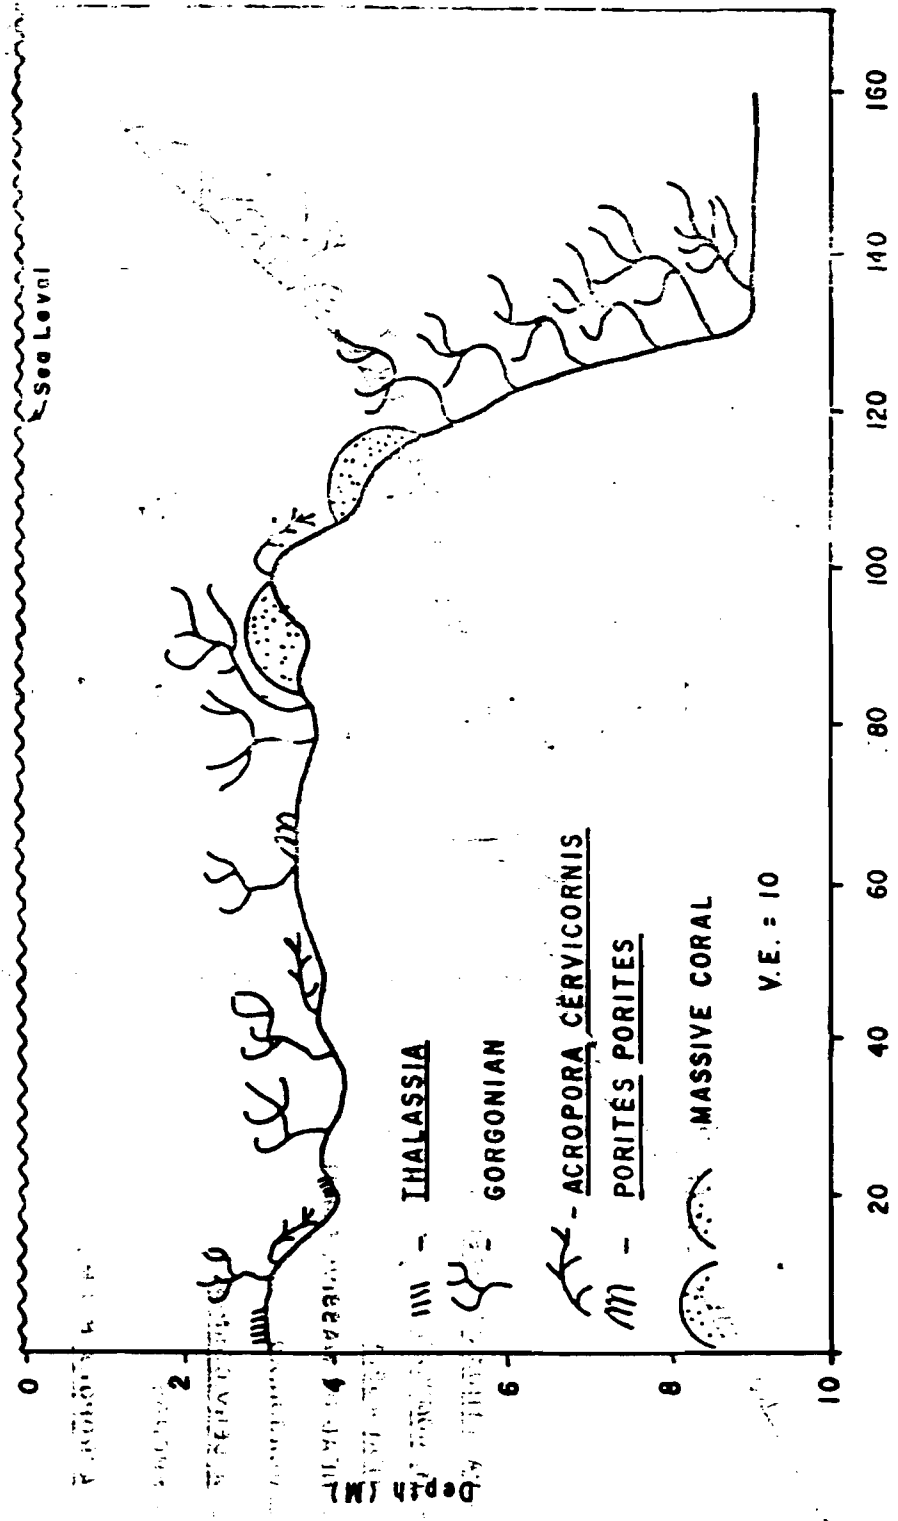 Sea Level
0
2
4
6
8
10
Depth (M)
- THALASSIA
- GORGONIAN
- ACROPORA CERVICORNIS
- PORITES PORITES
MASSIVE CORAL
V.E. = 10
20 40 60 80 100 120 140 160